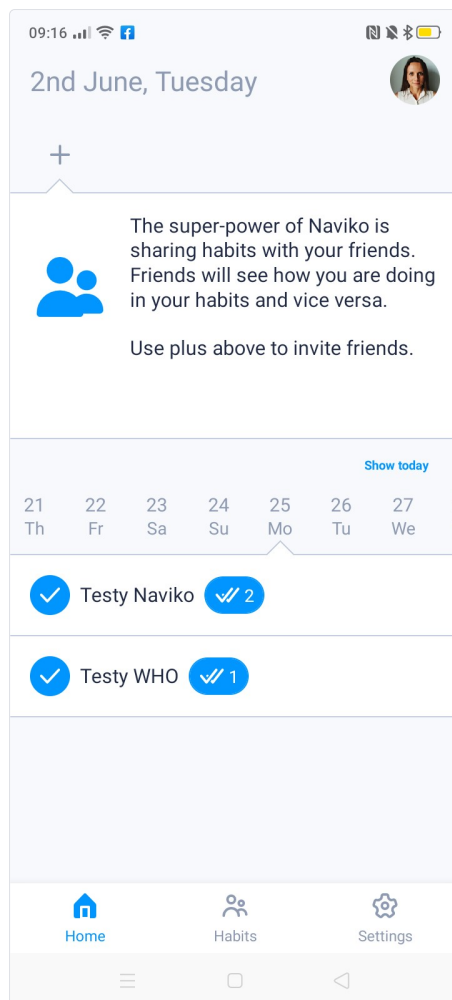 09:16
2nd June, Tuesday
The super-power of Naviko is
sharing habits with your friends.
Friends will see how you are doing
in your habits and vice versa.
Use plus above to invite friends.
Show today
21 22 23 24 25 26 27
Th Fr Sa Su Mo Tu We
Testy Naviko 2
Testy WHO 1
Home Habits Settings